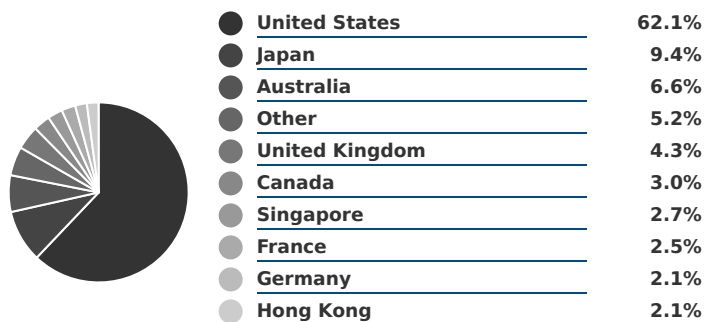 United States 62.1%
Japan 9.4%
Australia 6.6%
Other 5.2%
United Kingdom 4.3%
Canada 3.0%
Singapore 2.7%
France 2.5%
Germany 2.1%
Hong Kong 2.1%